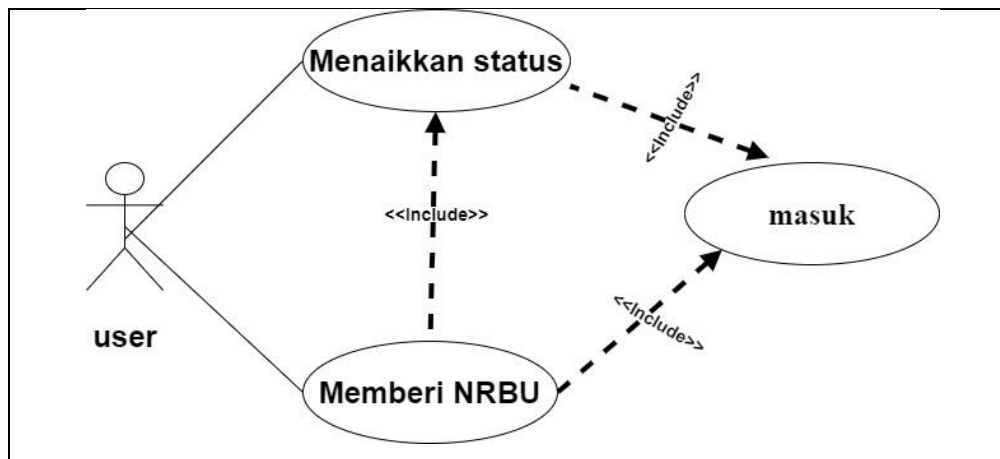 Menaikkan status
<<Include>>
<<Include>>
masuk
<<Include>>
user
Memberi NRBU